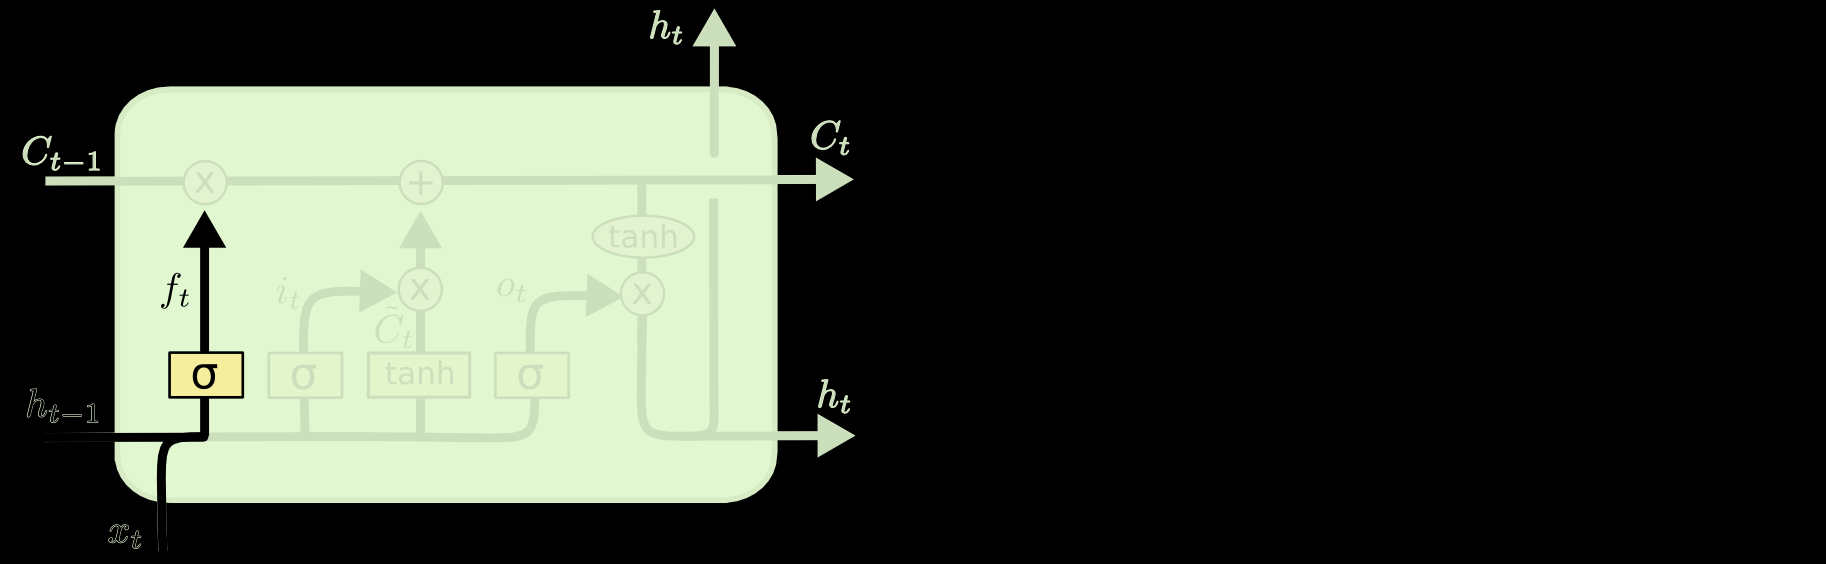 h_t
C_{t-1}
C_t
x
+
tanh
f_t
i_t
x
o_t
x
C̃_t
σ
σ
tanh
σ
h_{t-1}
h_t
x_t